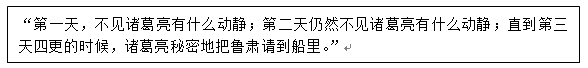 “第一天，不见诸葛亮有什么动静；第二天仍然不见诸葛亮有什么动静；直到第三
天四更的时候，诸葛亮秘密地把鲁肃请到船里。”